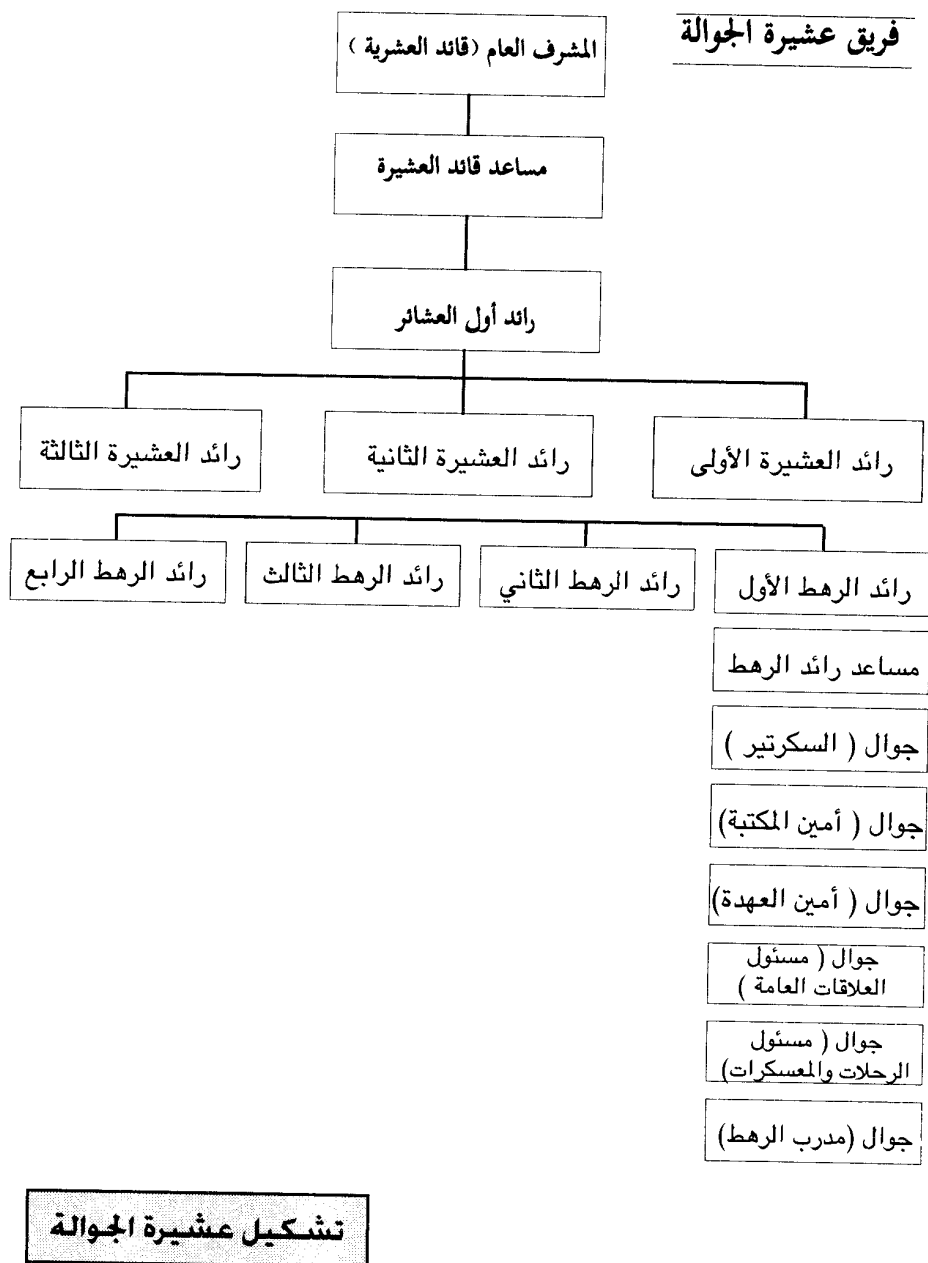 فريق عشيرة الجوالة
المشرف العام (قائد العشرية )
مساعد قائد العشيرة
رائد أول العشائر
رائد العشيرة الأولى
رائد العشيرة الثانية
رائد العشيرة الثالثة
رائد الرهط الأول
رائد الرهط الثاني
رائد الرهط الثالث
رائد الرهط الرابع
مساعد رائد الرهط
جوال ( السكرتير )
جوال ( أمين المكتبة)
جوال ( أمين العهدة)
جوال ( مسئول
العلاقات العامة )
جوال ( مسئول
الرحلات والمعسكرات)
جوال (مدرب الرهط)
تشكيل عشيرة الجوالة